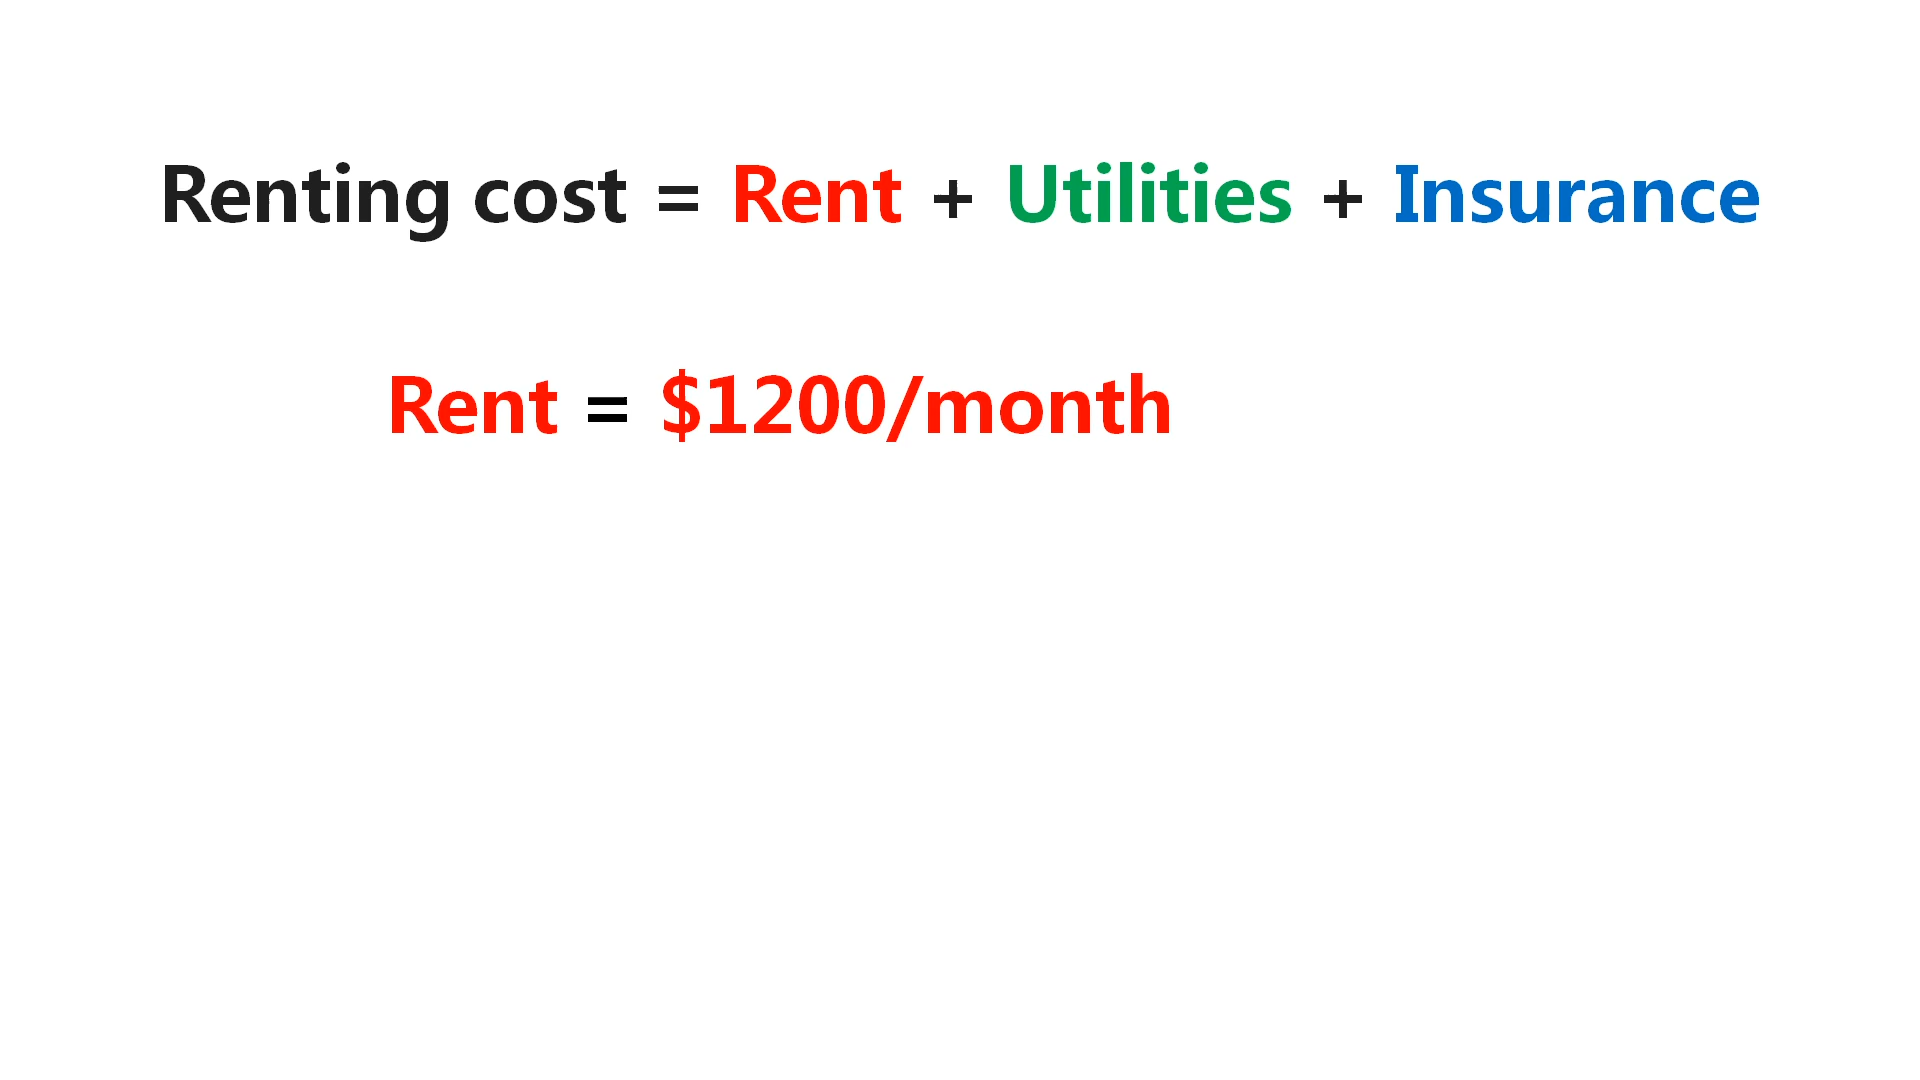 Renting cost = Rent + Utilities + Insurance
Rent = $1200/month